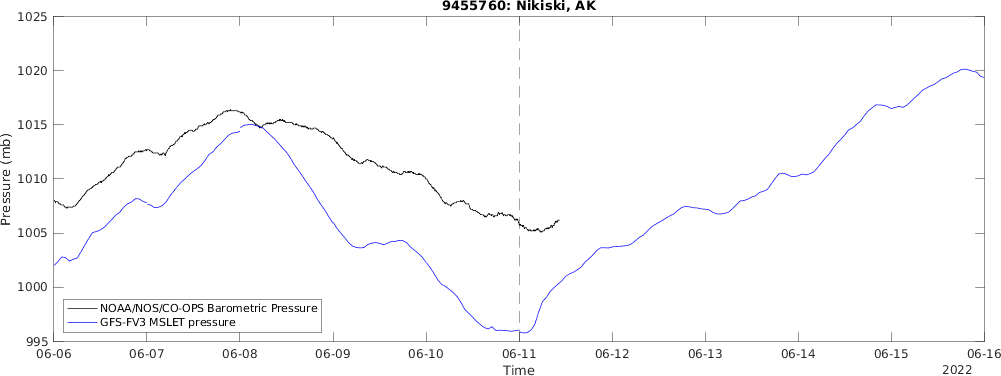 9455760: Nikiski, AK
1025
1020
1015
1010
1005
1000
995
Pressure (mb)
NOAA/NOS/CO-OPS Barometric Pressure
GFS-FV3 MSLET pressure
06-06 06-07 06-08 06-09 06-10 06-11 06-12 06-13 06-14 06-15 06-16
Time
2022